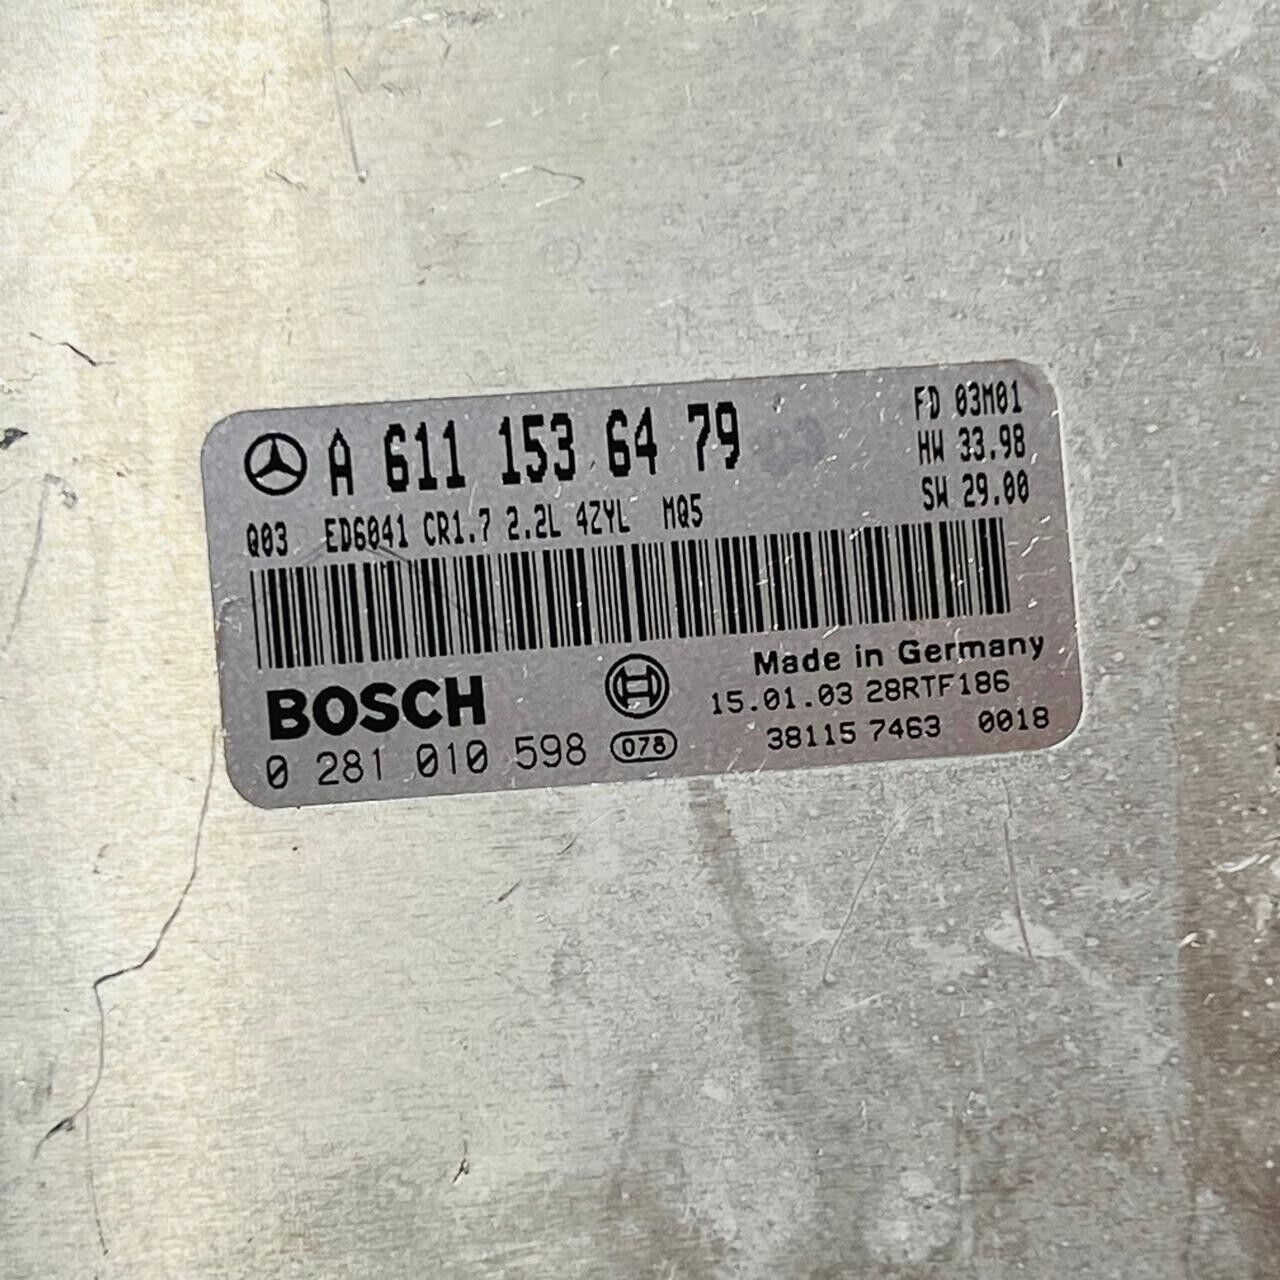 A 611 153 64 79
FD 03M01
HW 33.98
SW 29.00
Q03 ED6041 CR1.7 2.2L 4ZYL MQ5
BOSCH
Made in Germany
15.01.03 28RTF186
0 281 010 598 078
38115 7463 0018